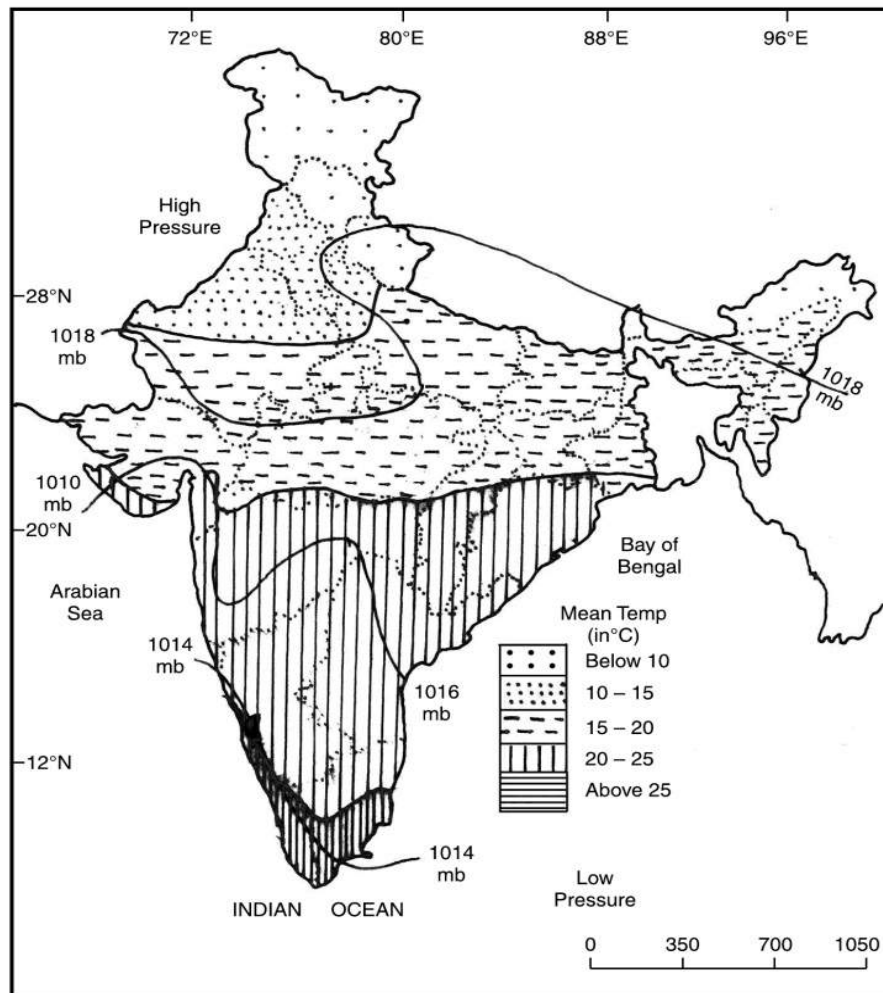 72°E
80°E
88°E
96°E
High
Pressure
28°N
1018
mb
1018
mb
1010
mb
20°N
Bay of
Bengal
Arabian
Sea
Mean Temp
(in°C)
Below 10
10 – 15
15 – 20
20 – 25
Above 25
1014
mb
1016
mb
12°N
1014
mb
Low
Pressure
INDIAN OCEAN
0 350 700 1050